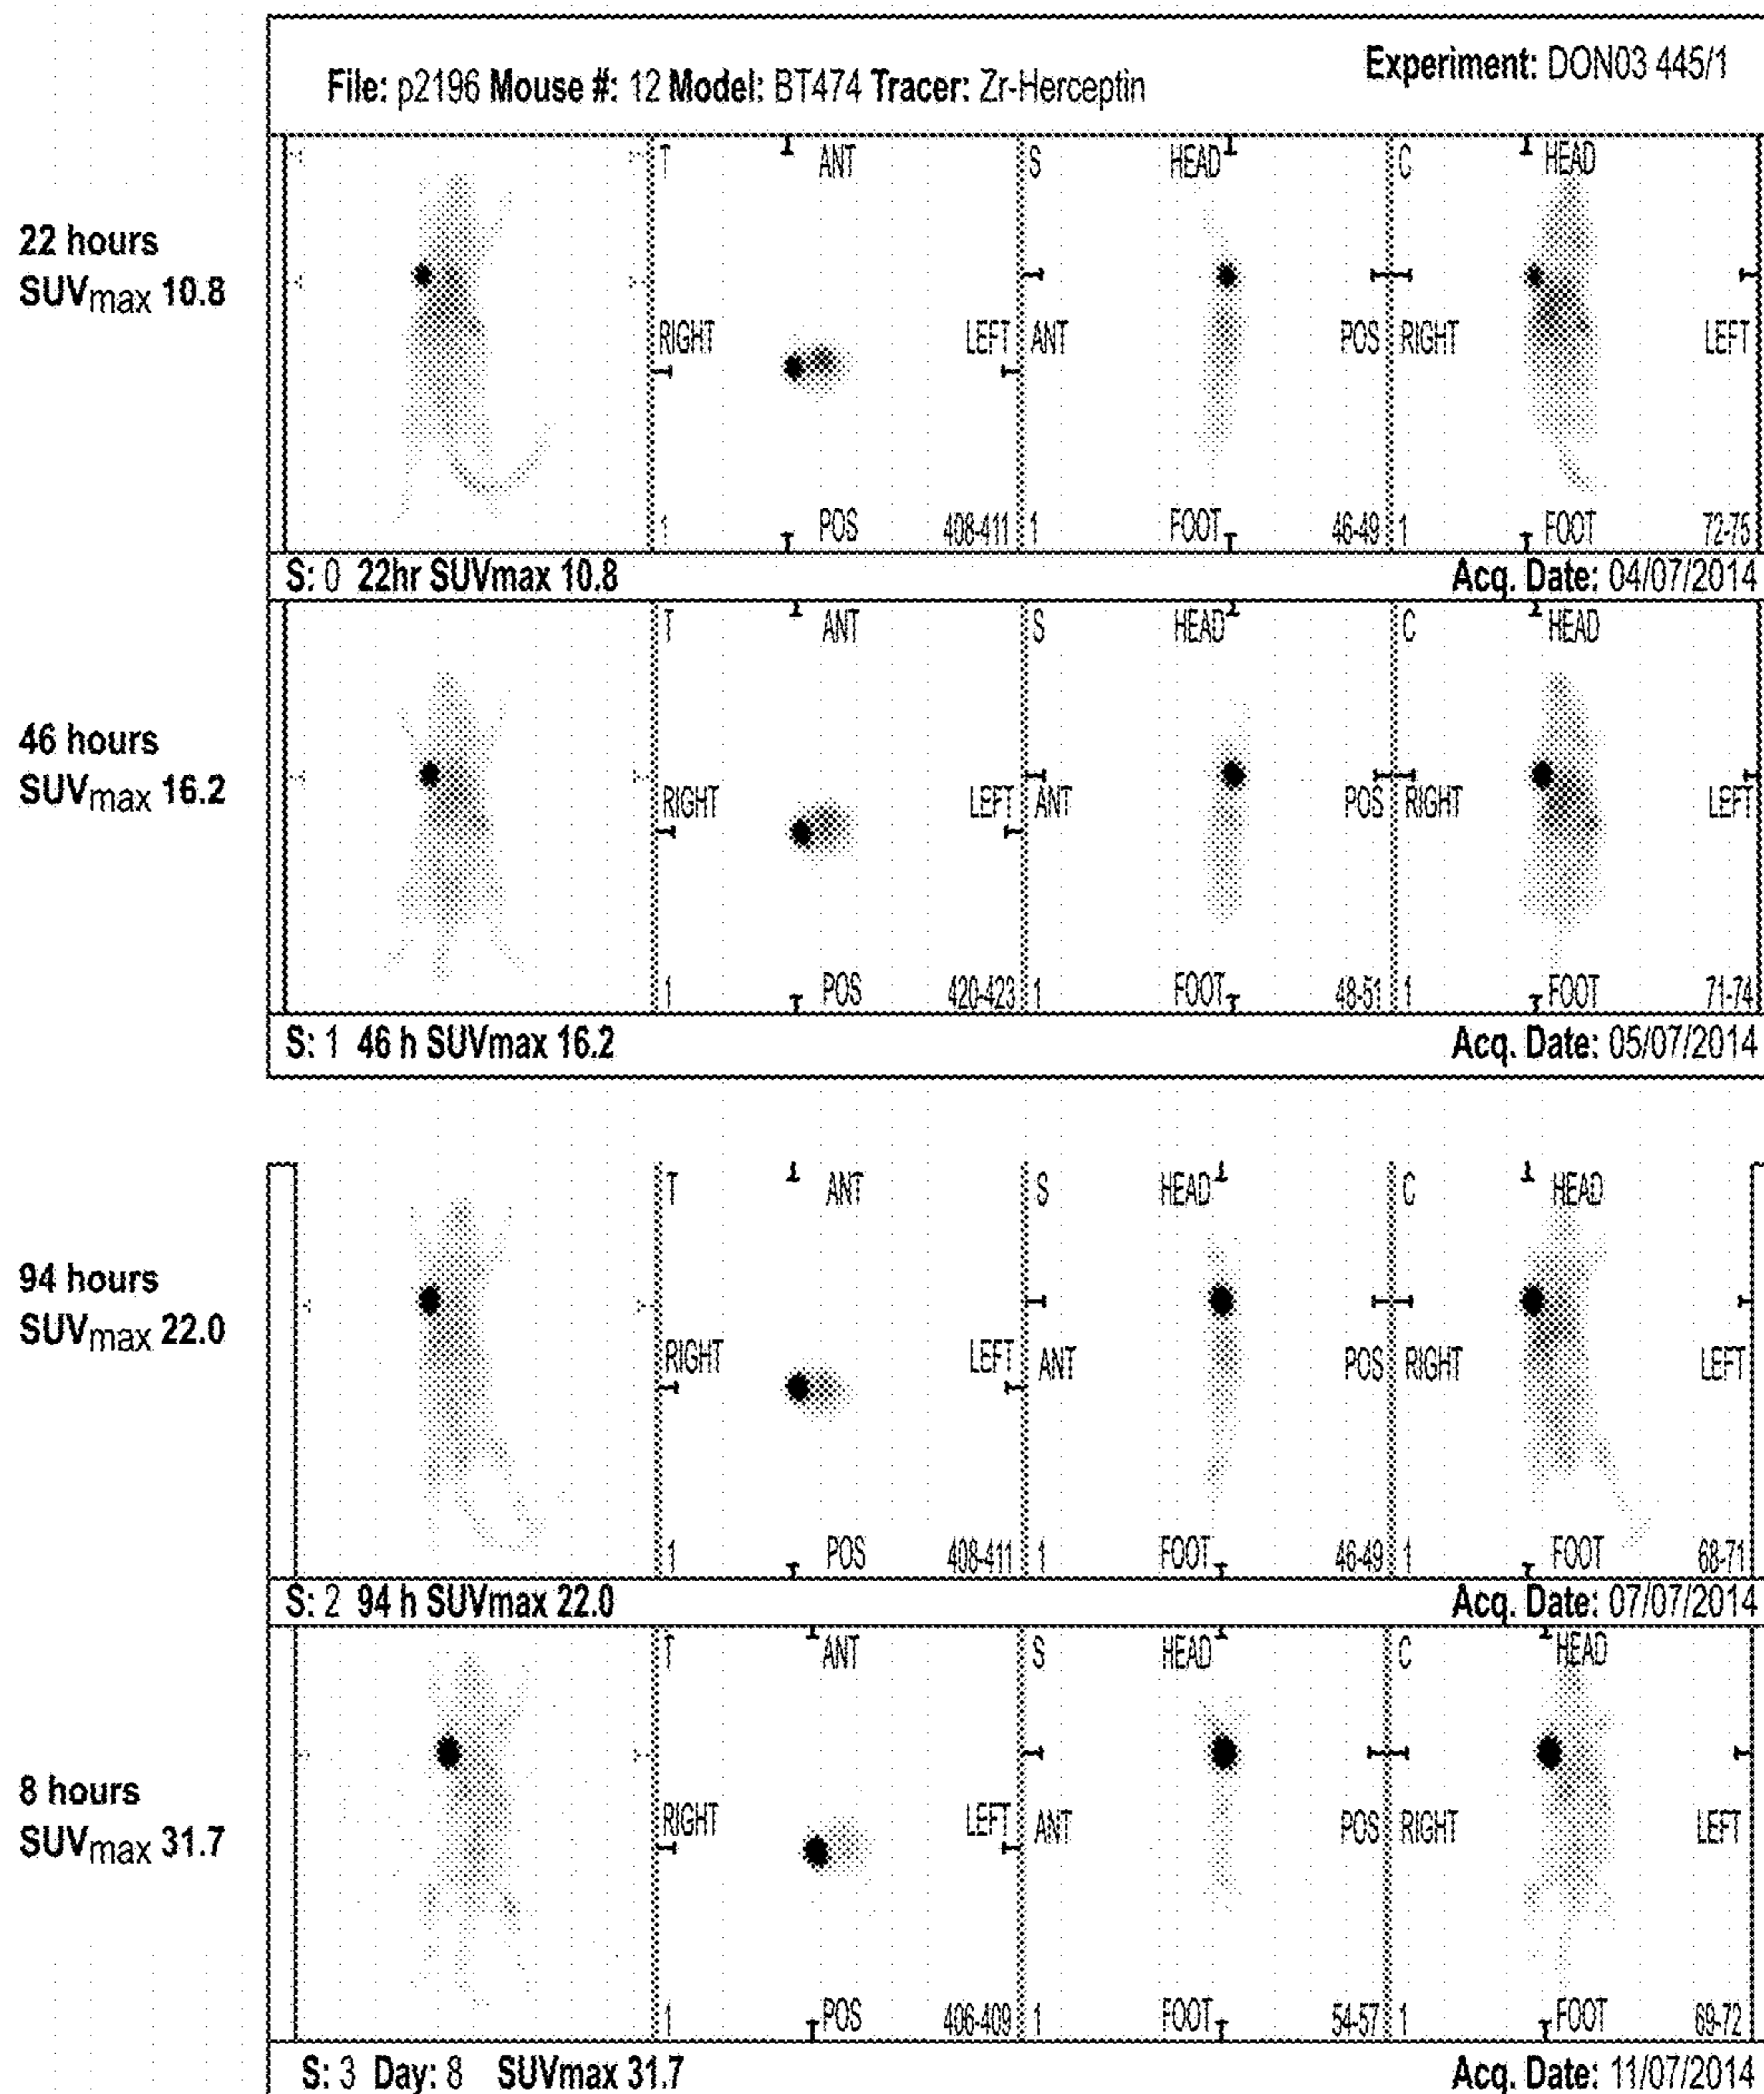 File: p2196 Mouse #: 12 Model: BT474 Tracer: Zr-Herceptin
Experiment: DON03 445/1
22 hours
SUVmax 10.8
T ANT S HEAD C HEAD
RIGHT LEFT ANT POS RIGHT LEFT
1 POS 408-411 1 FOOT 46-49 1 FOOT 72-75
S: 0 22hr SUVmax 10.8 Acq. Date: 04/07/2014
46 hours
SUVmax 16.2
T ANT S HEAD C HEAD
RIGHT LEFT ANT POS RIGHT LEFT
1 POS 420-423 1 FOOT 48-51 1 FOOT 71-74
S: 1 46 h SUVmax 16.2 Acq. Date: 05/07/2014
94 hours
SUVmax 22.0
T ANT S HEAD C HEAD
RIGHT LEFT ANT POS RIGHT LEFT
1 POS 408-411 1 FOOT 46-49 1 FOOT 68-71
S: 2 94 h SUVmax 22.0 Acq. Date: 07/07/2014
8 hours
SUVmax 31.7
T ANT S HEAD C HEAD
RIGHT LEFT ANT POS RIGHT LEFT
1 POS 406-409 1 FOOT 54-57 1 FOOT 69-72
S: 3 Day: 8 SUVmax 31.7 Acq. Date: 11/07/2014